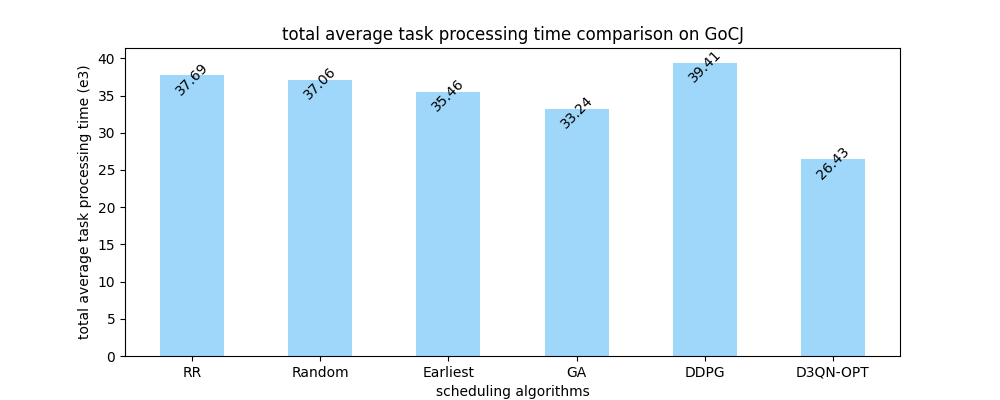 total average task processing time comparison on GoCJ
total average task processing time (e3)
40
35
30
25
20
15
10
5
0
37.69
37.06
35.46
33.24
39.41
26.43
RR
Random
Earliest
GA
DDPG
D3QN-OPT
scheduling algorithms